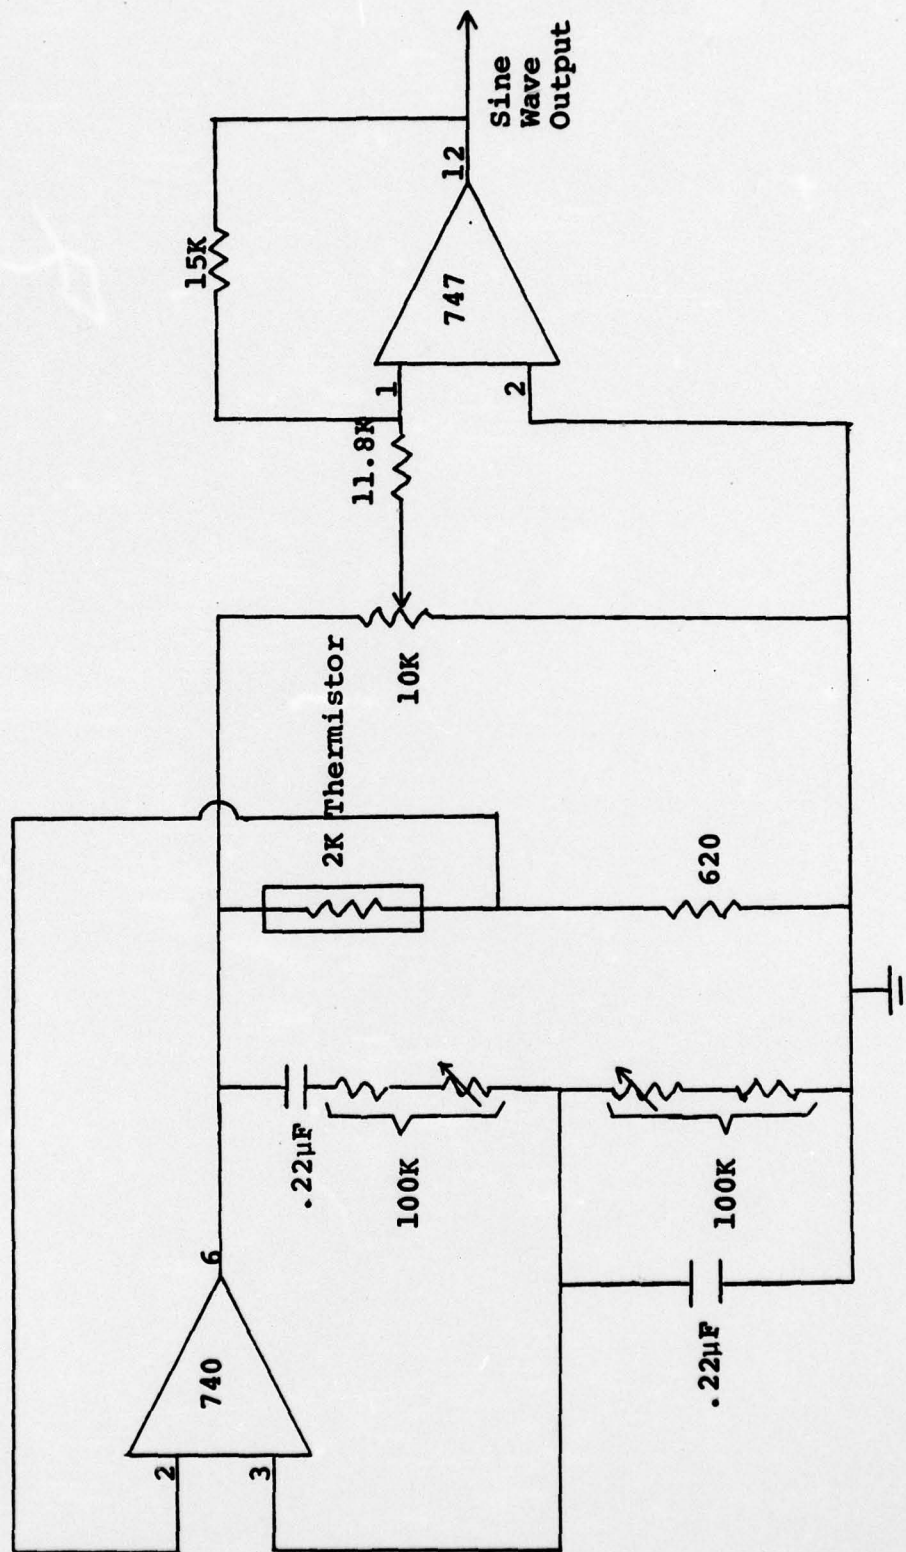 2
3
740
6
.22µF
100K
100K
.22µF
2K Thermistor
620
10K
11.8K
15K
1
2
747
12
Sine
Wave
Output